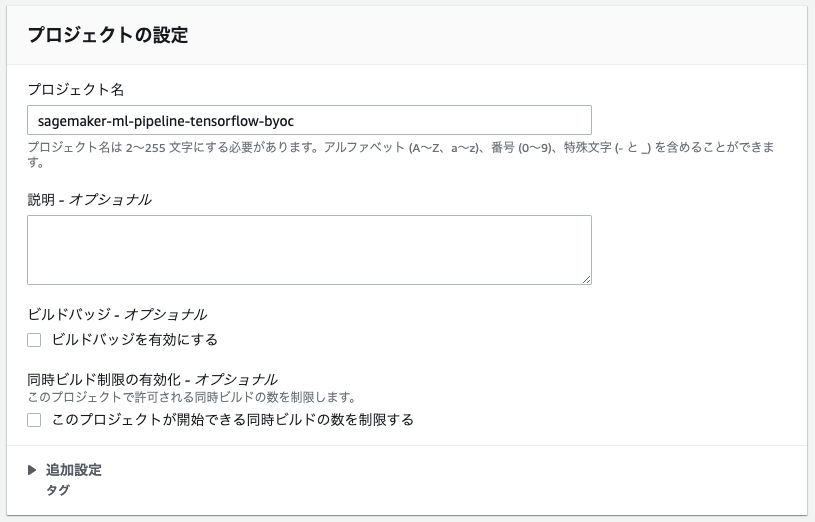 プロジェクトの設定
プロジェクト名
sagemaker-ml-pipeline-tensorflow-byoc
プロジェクト名は 2〜255 文字にする必要があります。アルファベット (A〜Z、a〜z)、番号 (0〜9)、特殊文字 (- と _) を含めることができま
す。
説明 - オプショナル
ビルドバッジ - オプショナル
ビルドバッジを有効にする
同時ビルド制限の有効化 - オプショナル
このプロジェクトで許可される同時ビルドの数を制限します。
このプロジェクトが開始できる同時ビルドの数を制限する
追加設定
タグ